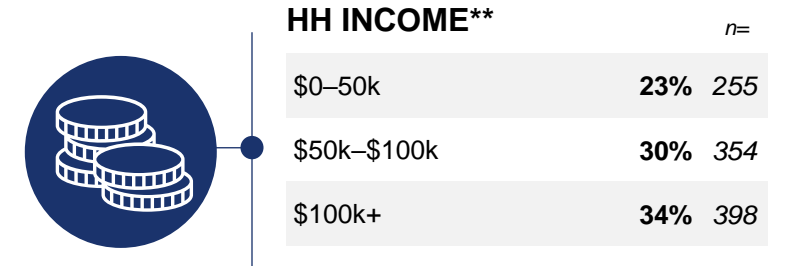 HH INCOME** n=
$0–50k 23% 255
$50k–$100k 30% 354
$100k+ 34% 398